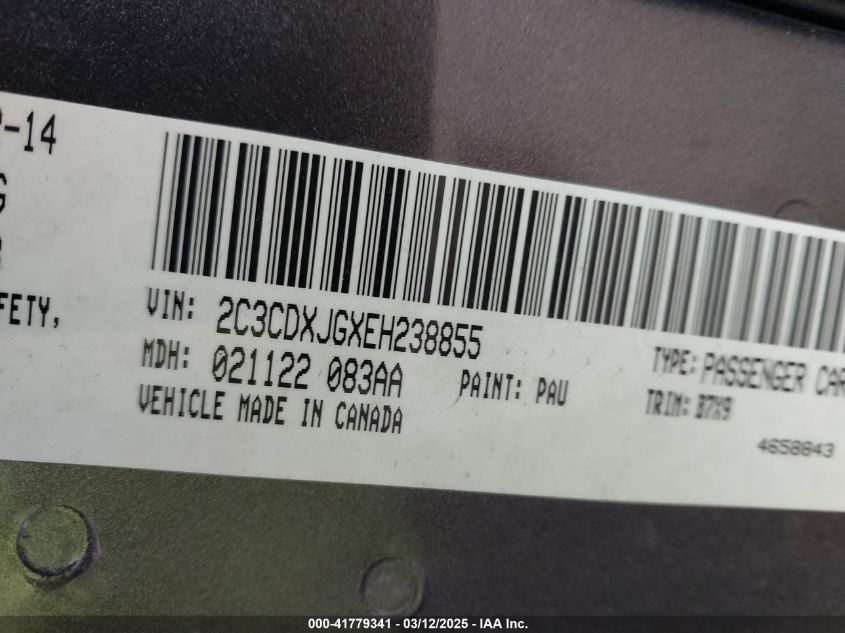 -14
FETY,
VIN: 2C3CDXJGXEH238855
MDH: 021122 083AA
PAINT: PAU
VEHICLE MADE IN CANADA
TYPE: PASSENGER CAR
TRIM: B7X9
4658843
000-41779341 - 03/12/2025 - IAA Inc.